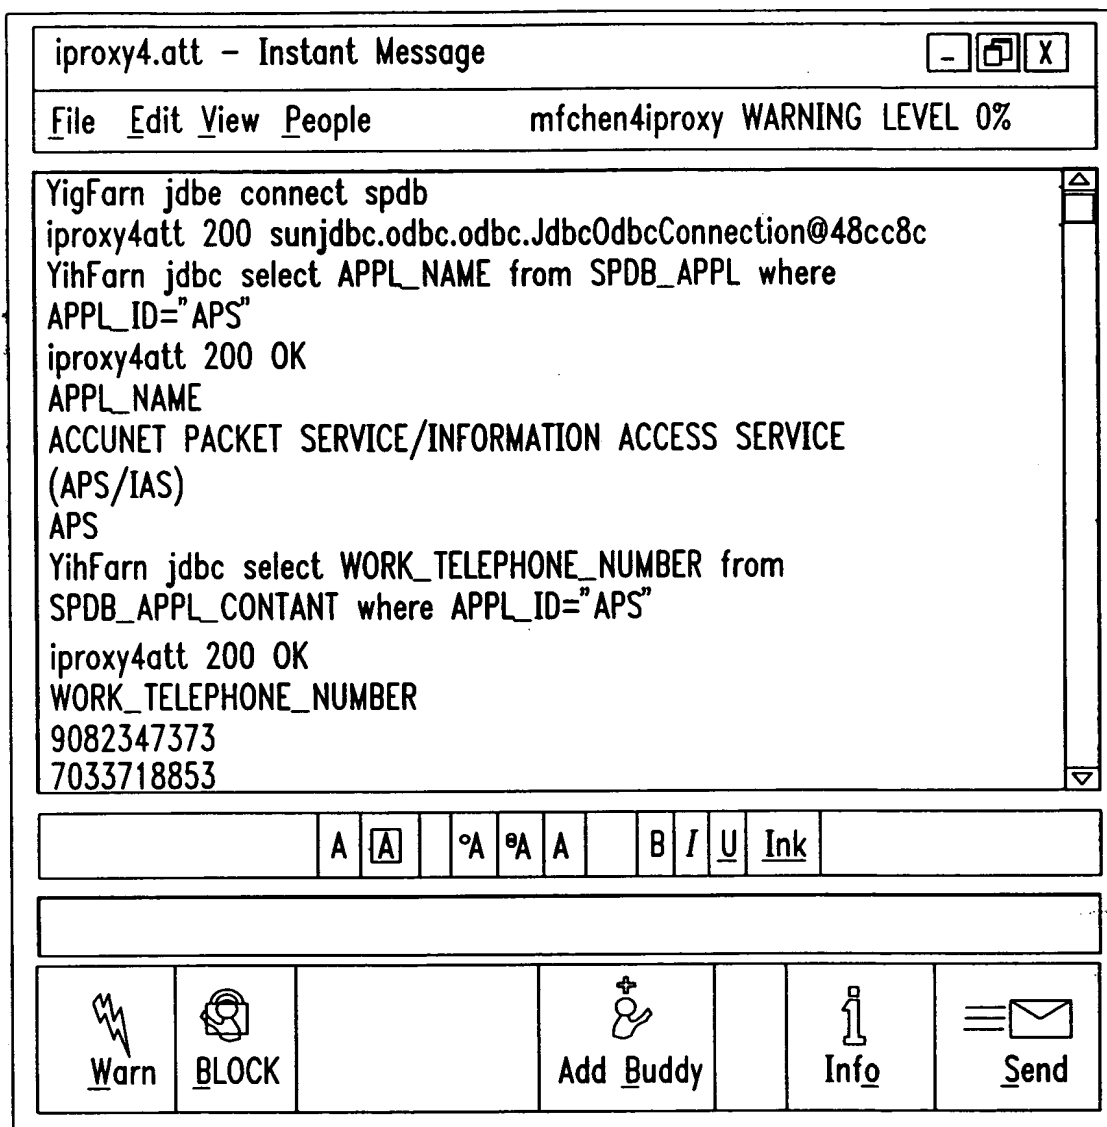 iproxy4.att – Instant Message
_ X
File Edit View People mfchen4iproxy WARNING LEVEL 0%
YigFarn jdbe connect spdb
iproxy4att 200 sunjdbc.odbc.odbc.JdbcOdbcConnection@48cc8c
YihFarn jdbc select APPL_NAME from SPDB_APPL where
APPL_ID="APS"
iproxy4att 200 OK
APPL_NAME
ACCUNET PACKET SERVICE/INFORMATION ACCESS SERVICE
(APS/IAS)
APS
YihFarn jdbc select WORK_TELEPHONE_NUMBER from
SPDB_APPL_CONTANT where APPL_ID="APS"
iproxy4att 200 OK
WORK_TELEPHONE_NUMBER
9082347373
7033718853
A A °A ᶱA A B I U Ink
Warn BLOCK Add Buddy Info Send